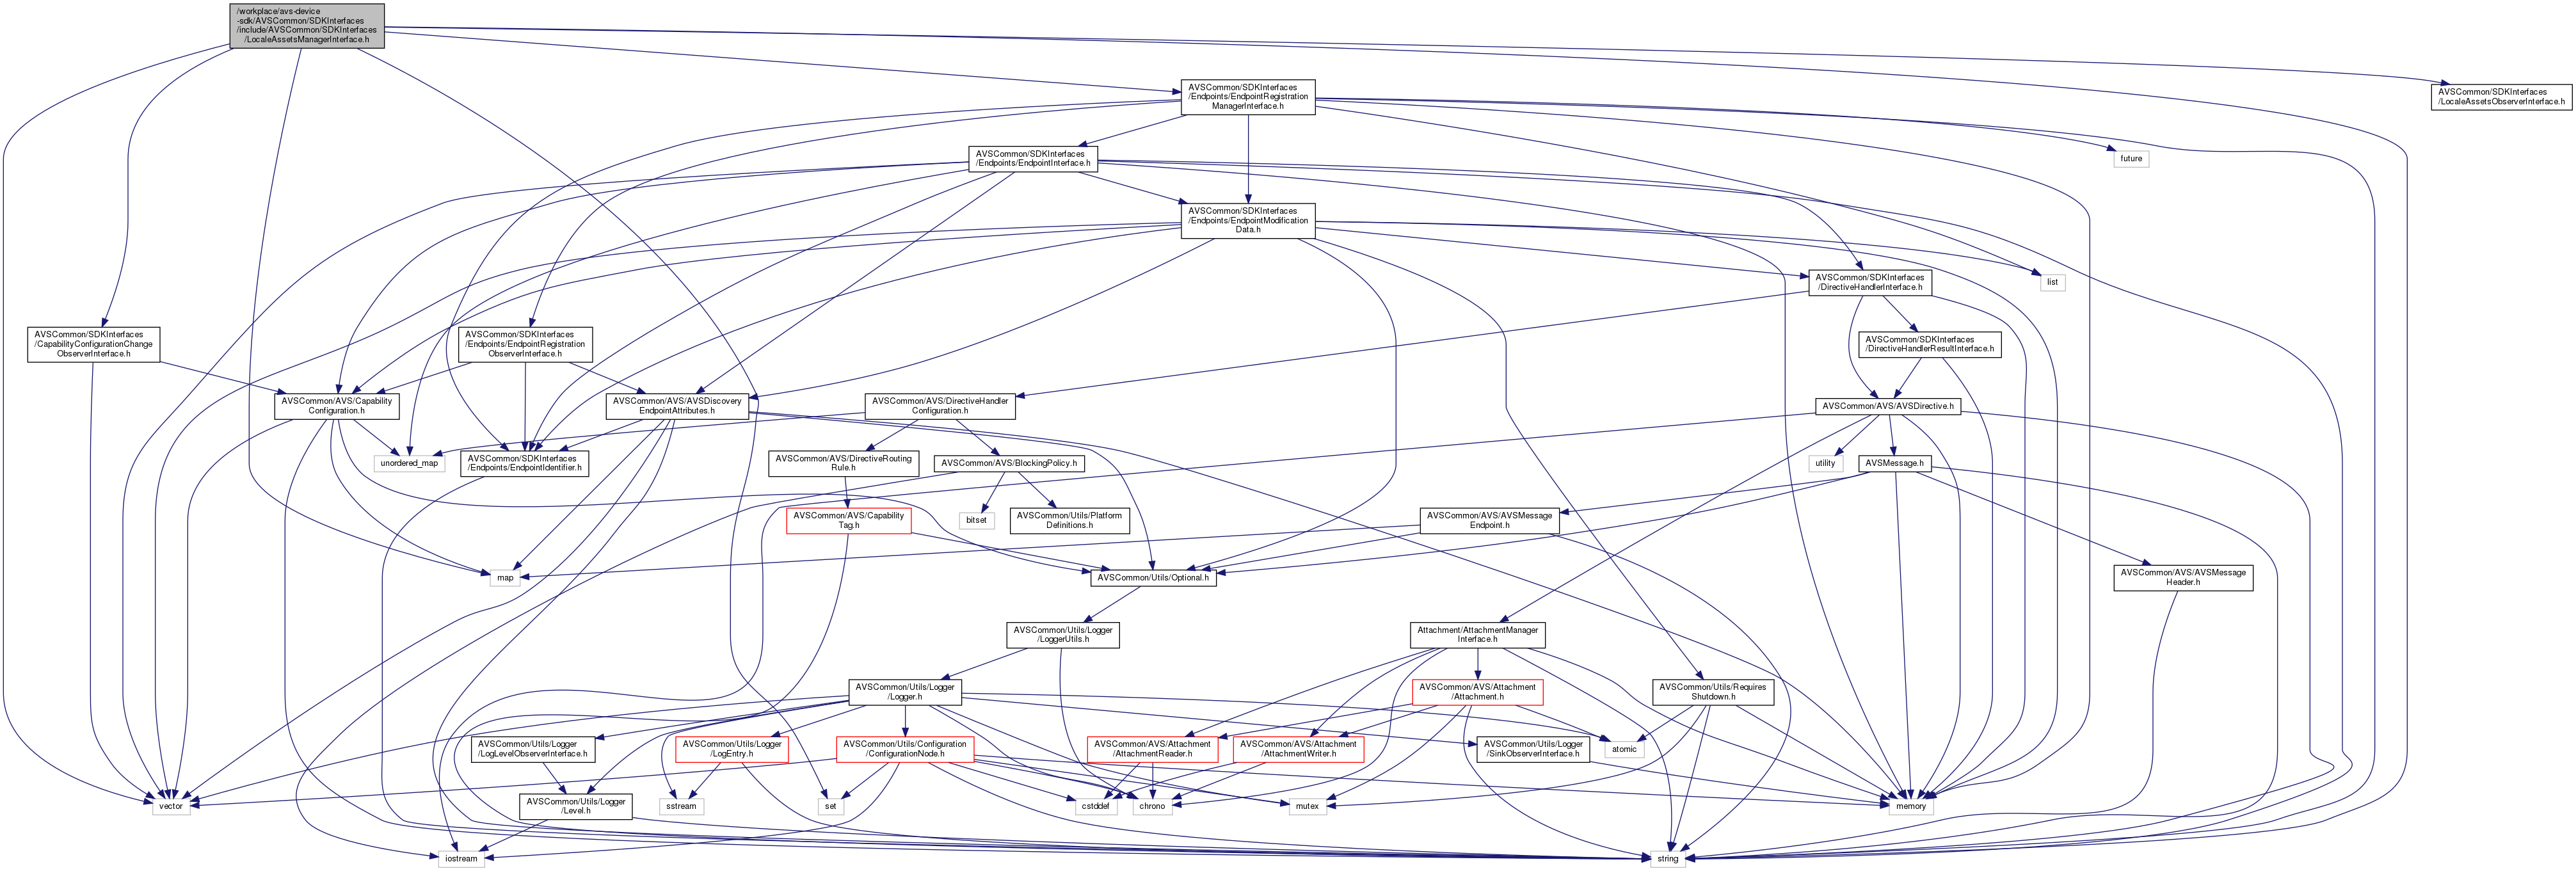 /workplace/avs-device
-sdk/AVSCommon/SDKInterfaces
/include/AVSCommon/SDKInterfaces
/LocaleAssetsManagerInterface.h
AVSCommon/SDKInterfaces
/Endpoints/EndpointRegistration
ManagerInterface.h
AVSCommon/SDKInterfaces
/LocaleAssetsObserverInterface.h
AVSCommon/SDKInterfaces
/Endpoints/EndpointInterface.h
future
AVSCommon/SDKInterfaces
/Endpoints/EndpointModification
Data.h
AVSCommon/SDKInterfaces
/DirectiveHandlerInterface.h
list
AVSCommon/SDKInterfaces
/CapabilityConfigurationChange
ObserverInterface.h
AVSCommon/SDKInterfaces
/Endpoints/EndpointRegistration
ObserverInterface.h
AVSCommon/SDKInterfaces
/DirectiveHandlerResultInterface.h
AVSCommon/AVS/Capability
Configuration.h
AVSCommon/AVS/AVSDiscovery
EndpointAttributes.h
AVSCommon/AVS/DirectiveHandler
Configuration.h
AVSCommon/AVS/AVSDirective.h
unordered_map
AVSCommon/SDKInterfaces
/Endpoints/EndpointIdentifier.h
AVSCommon/AVS/DirectiveRouting
Rule.h
AVSCommon/AVS/BlockingPolicy.h
utility
AVSMessage.h
AVSCommon/AVS/Capability
Tag.h
bitset
AVSCommon/Utils/Platform
Definitions.h
AVSCommon/AVS/AVSMessage
Endpoint.h
map
AVSCommon/Utils/Optional.h
AVSCommon/AVS/AVSMessage
Header.h
AVSCommon/Utils/Logger
/LoggerUtils.h
Attachment/AttachmentManager
Interface.h
AVSCommon/Utils/Logger
/Logger.h
AVSCommon/AVS/Attachment
/Attachment.h
AVSCommon/Utils/Requires
Shutdown.h
AVSCommon/Utils/Logger
/LogLevelObserverInterface.h
AVSCommon/Utils/Logger
/LogEntry.h
AVSCommon/Utils/Configuration
/ConfigurationNode.h
AVSCommon/AVS/Attachment
/AttachmentReader.h
AVSCommon/AVS/Attachment
/AttachmentWriter.h
AVSCommon/Utils/Logger
/SinkObserverInterface.h
atomic
vector
AVSCommon/Utils/Logger
/Level.h
sstream
set
cstddef
chrono
mutex
memory
iostream
string